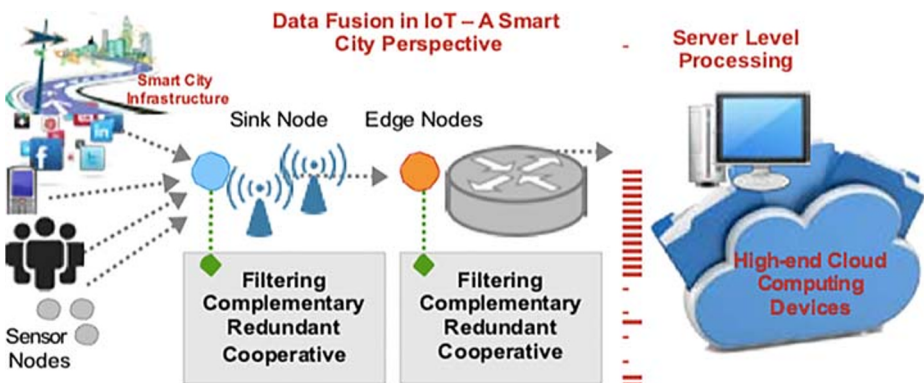 Data Fusion in IoT – A Smart
City Perspective
Server Level
Processing
Smart City
Infrastructure
Sink Node
Edge Nodes
in
f
Filtering
Complementary
Redundant
Cooperative
Filtering
Complementary
Redundant
Cooperative
High-end Cloud
Computing
Devices
Sensor
Nodes